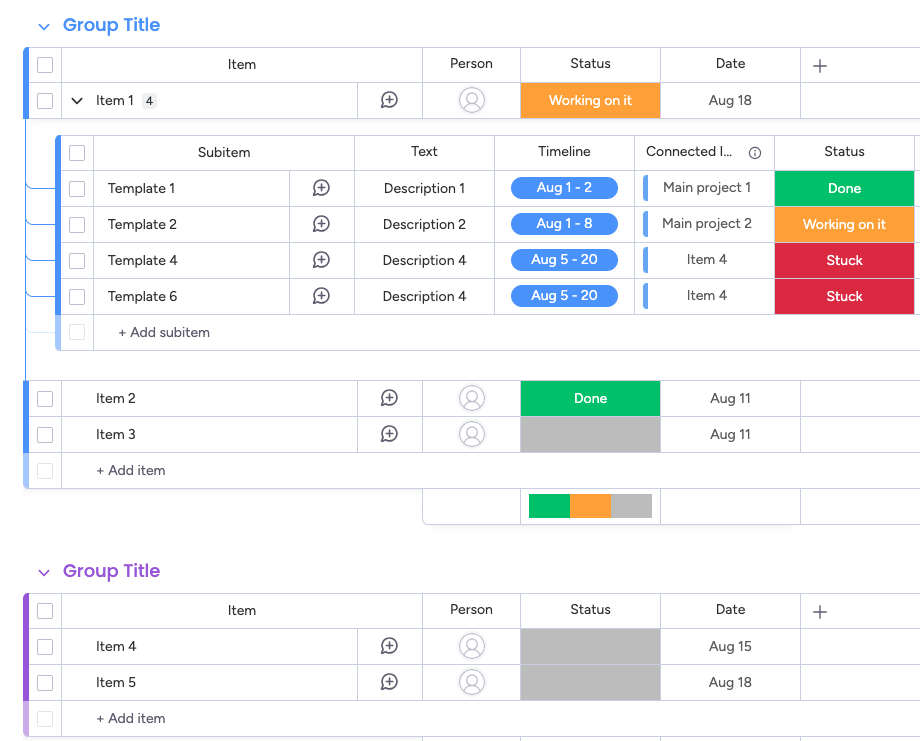 Group Title
Item Person Status Date +
Item 1 4 Working on it Aug 18
Subitem Text Timeline Connected I... Status
Template 1 Description 1 Aug 1 - 2 Main project 1 Done
Template 2 Description 2 Aug 1 - 8 Main project 2 Working on it
Template 4 Description 4 Aug 5 - 20 Item 4 Stuck
Template 6 Description 4 Aug 5 - 20 Item 4 Stuck
+ Add subitem
Item 2 Done Aug 11
Item 3 Aug 11
+ Add item
Group Title
Item Person Status Date +
Item 4 Aug 15
Item 5 Aug 18
+ Add item